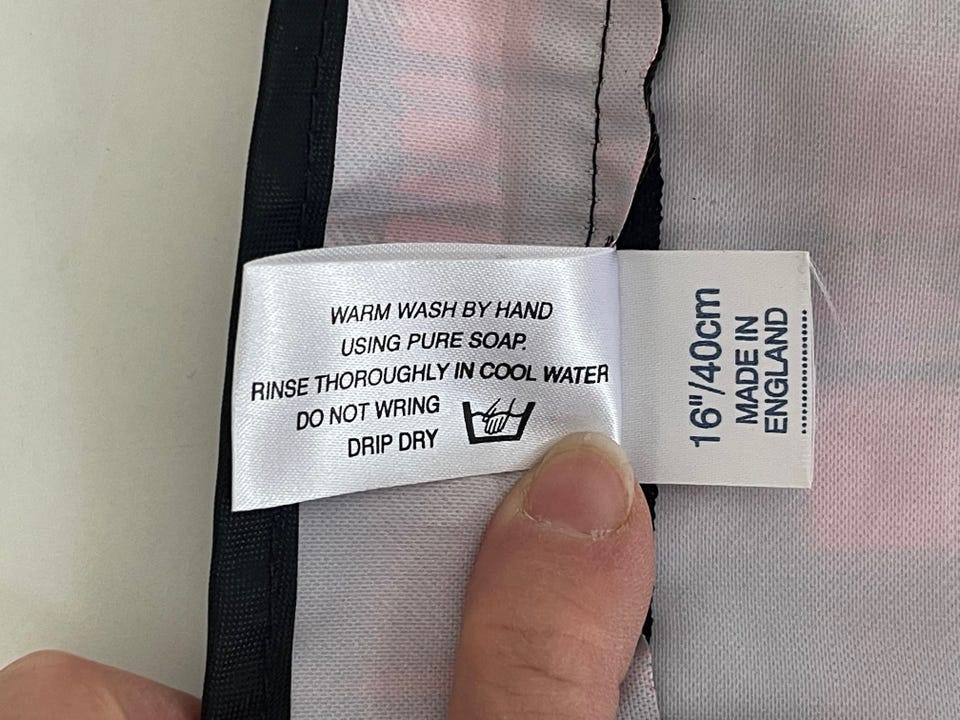 WARM WASH BY HAND
USING PURE SOAP.
RINSE THOROUGHLY IN COOL WATER
DO NOT WRING
DRIP DRY
16"/40cm
MADE IN
ENGLAND